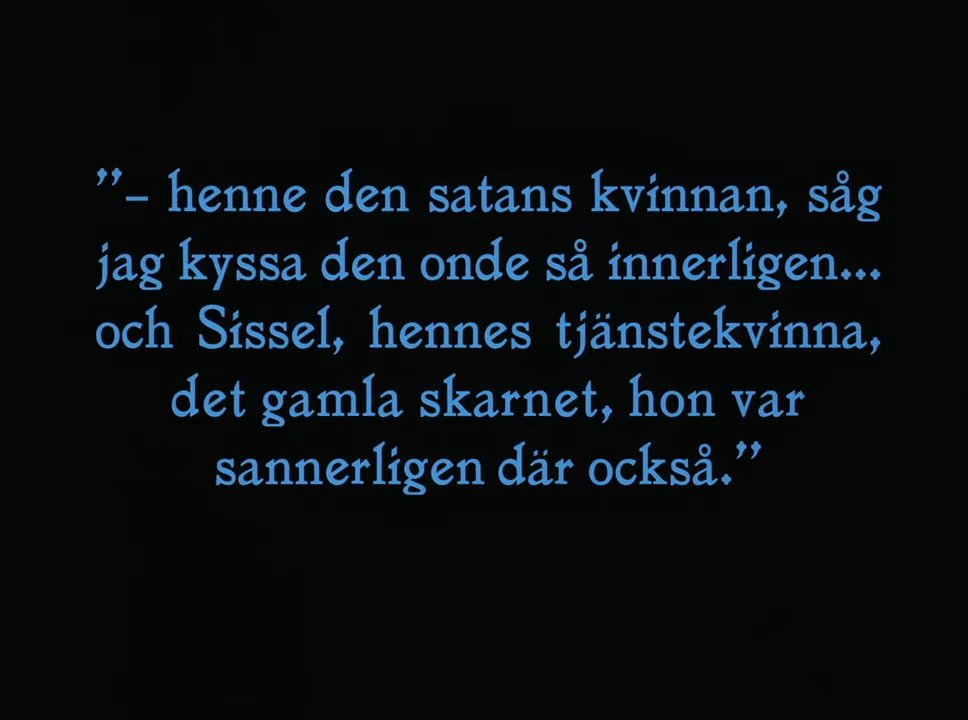 ”– henne den satans kvinnan, såg
jag kyssa den onde så innerligen...
och Sissel, hennes tjänstekvinna,
det gamla skarnet, hon var
sannerligen där också.”